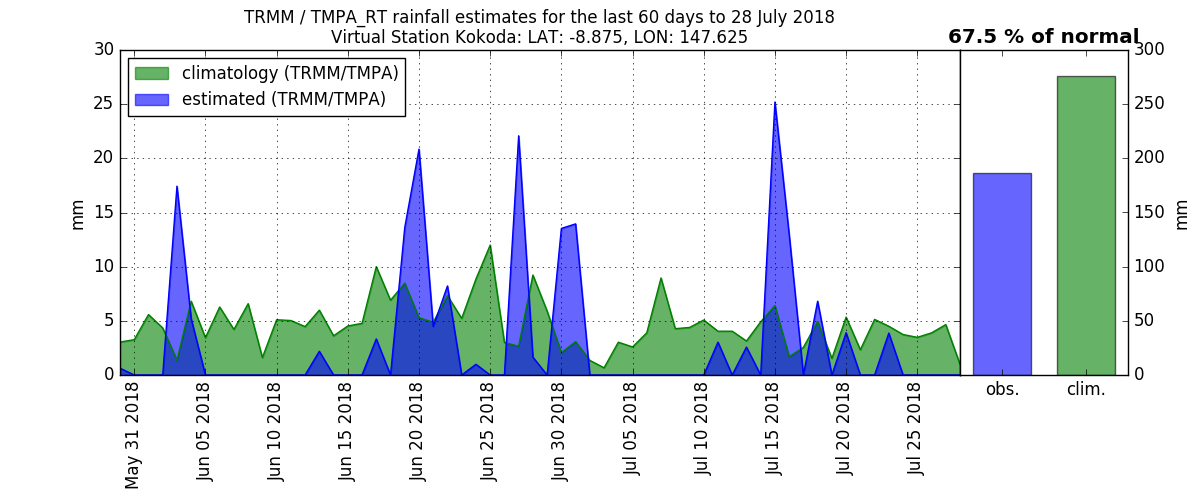 TRMM / TMPA_RT rainfall estimates for the last 60 days to 28 July 2018
Virtual Station Kokoda: LAT: -8.875, LON: 147.625
67.5 % of normal
climatology (TRMM/TMPA)
estimated (TRMM/TMPA)
30
25
20
15
10
5
0
mm
300
250
200
150
100
50
0
mm
May 31 2018
Jun 05 2018
Jun 10 2018
Jun 15 2018
Jun 20 2018
Jun 25 2018
Jun 30 2018
Jul 05 2018
Jul 10 2018
Jul 15 2018
Jul 20 2018
Jul 25 2018
obs.
clim.